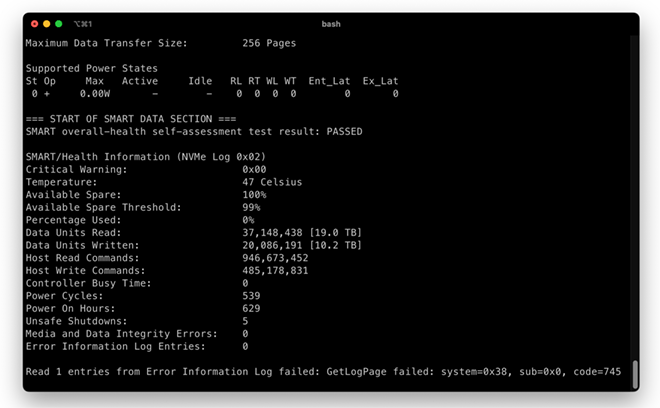 ⌥⌘1 bash
Maximum Data Transfer Size: 256 Pages
Supported Power States
St Op Max Active Idle RL RT WL WT Ent_Lat Ex_Lat
0 + 0.00W - - 0 0 0 0 0 0
=== START OF SMART DATA SECTION ===
SMART overall-health self-assessment test result: PASSED
SMART/Health Information (NVMe Log 0x02)
Critical Warning: 0x00
Temperature: 47 Celsius
Available Spare: 100%
Available Spare Threshold: 99%
Percentage Used: 0%
Data Units Read: 37,148,438 [19.0 TB]
Data Units Written: 20,086,191 [10.2 TB]
Host Read Commands: 946,673,452
Host Write Commands: 485,178,831
Controller Busy Time: 0
Power Cycles: 539
Power On Hours: 629
Unsafe Shutdowns: 5
Media and Data Integrity Errors: 0
Error Information Log Entries: 0
Read 1 entries from Error Information Log failed: GetLogPage failed: system=0x38, sub=0x0, code=745